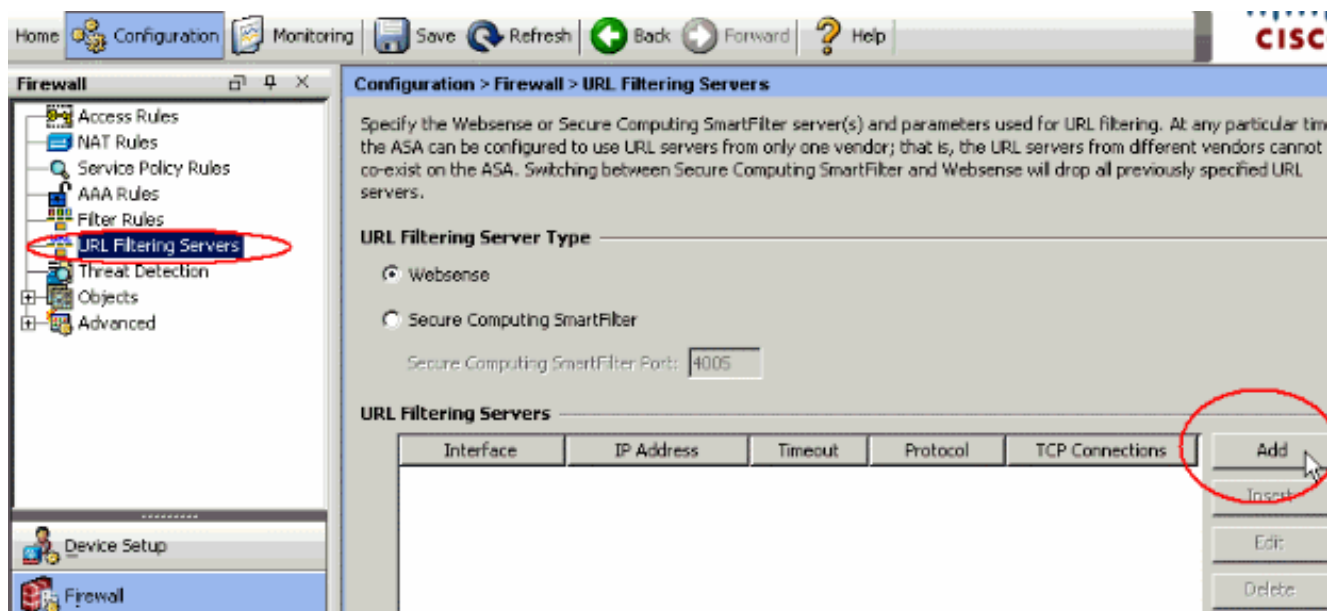 Home Configuration Monitoring Save Refresh Back Forward Help
CISC
Firewall
Access Rules
NAT Rules
Service Policy Rules
AAA Rules
Filter Rules
URL Filtering Servers
Threat Detection
Objects
Advanced
Device Setup
Firewall
Configuration > Firewall > URL Filtering Servers
Specify the Websense or Secure Computing SmartFilter server(s) and parameters used for URL filtering. At any particular time
the ASA can be configured to use URL servers from only one vendor; that is, the URL servers from different vendors cannot
co-exist on the ASA. Switching between Secure Computing SmartFilter and Websense will drop all previously specified URL
servers.
URL Filtering Server Type
Websense
Secure Computing SmartFilter
Secure Computing SmartFilter Port: 4005
URL Filtering Servers
Interface IP Address Timeout Protocol TCP Connections
Add
Insert
Edit
Delete